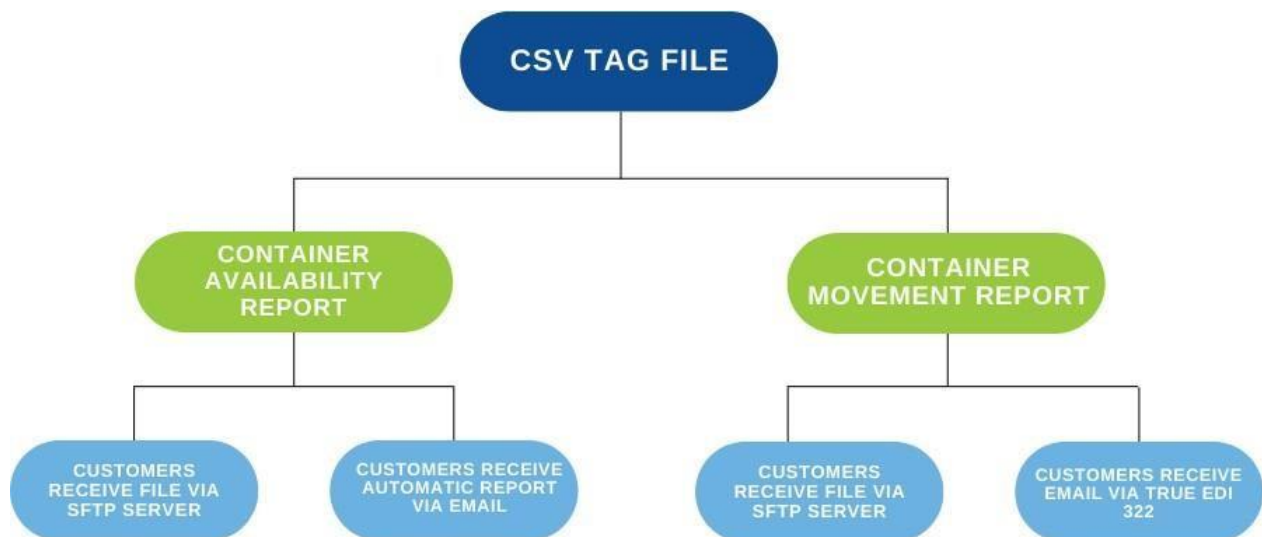 CSV TAG FILE
CONTAINER
AVAILABILITY
REPORT
CONTAINER
MOVEMENT REPORT
CUSTOMERS
RECEIVE FILE VIA
SFTP SERVER
CUSTOMERS RECEIVE
AUTOMATIC REPORT
VIA EMAIL
CUSTOMERS
RECEIVE FILE VIA
SFTP SERVER
CUSTOMERS RECEIVE
EMAIL VIA TRUE EDI
322